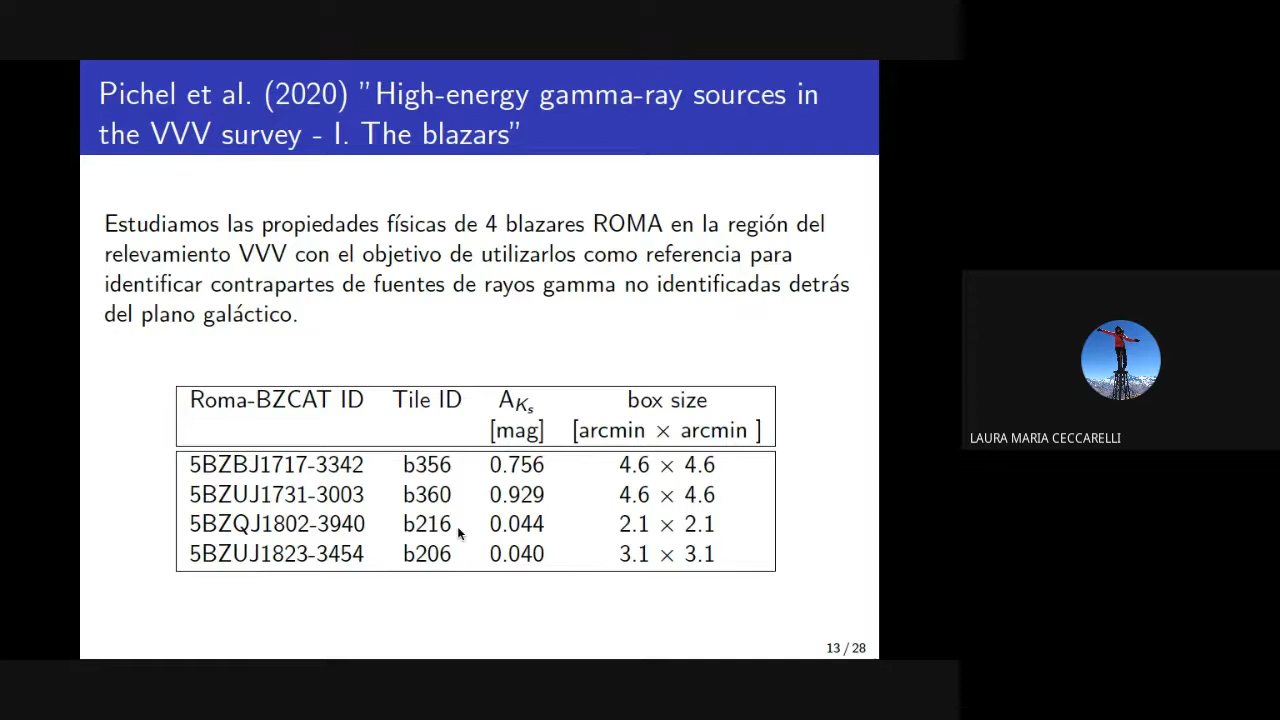 Pichel et al. (2020) ”High-energy gamma-ray sources in
the VVV survey - I. The blazars”
Estudiamos las propiedades físicas de 4 blazares ROMA en la región del
relevamiento VVV con el objetivo de utilizarlos como referencia para
identificar contrapartes de fuentes de rayos gamma no identificadas detrás
del plano galáctico.
Roma-BZCAT ID Tile ID A_Ks box size
[mag] [arcmin × arcmin ]
5BZBJ1717-3342 b356 0.756 4.6 × 4.6
5BZUJ1731-3003 b360 0.929 4.6 × 4.6
5BZQJ1802-3940 b216 0.044 2.1 × 2.1
5BZUJ1823-3454 b206 0.040 3.1 × 3.1
13 / 28
LAURA MARIA CECCARELLI